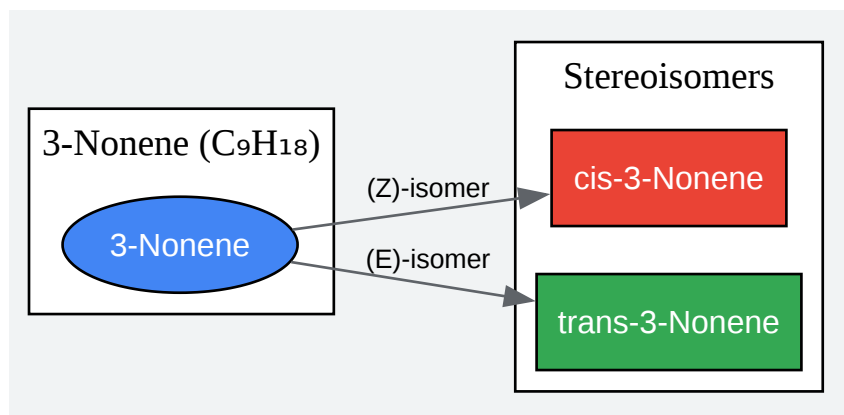 3-Nonene (C₉H₁₈)
3-Nonene
(Z)-isomer
(E)-isomer
Stereoisomers
cis-3-Nonene
trans-3-Nonene